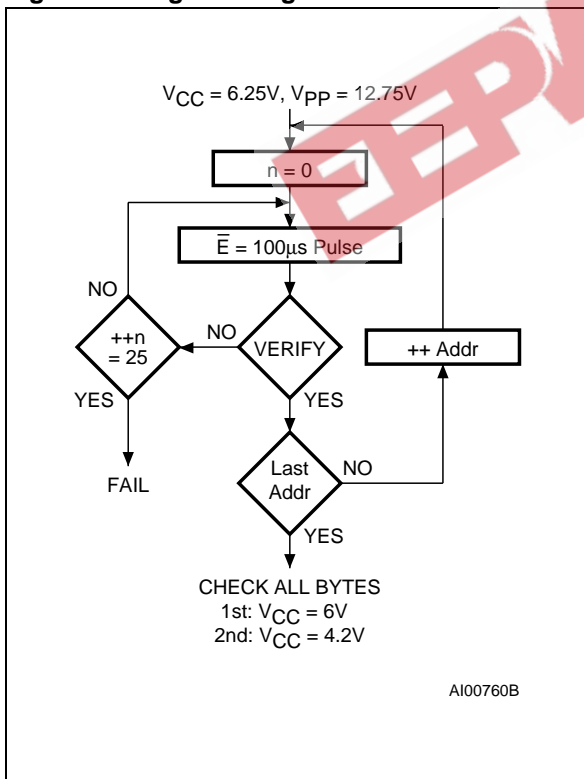 V_CC = 6.25V, V_PP = 12.75V
n = 0
E̅ = 100µs Pulse
NO
++n
= 25
NO
VERIFY
++ Addr
YES
YES
FAIL
Last
Addr
NO
YES
CHECK ALL BYTES
1st: V_CC = 6V
2nd: V_CC = 4.2V
AI00760B